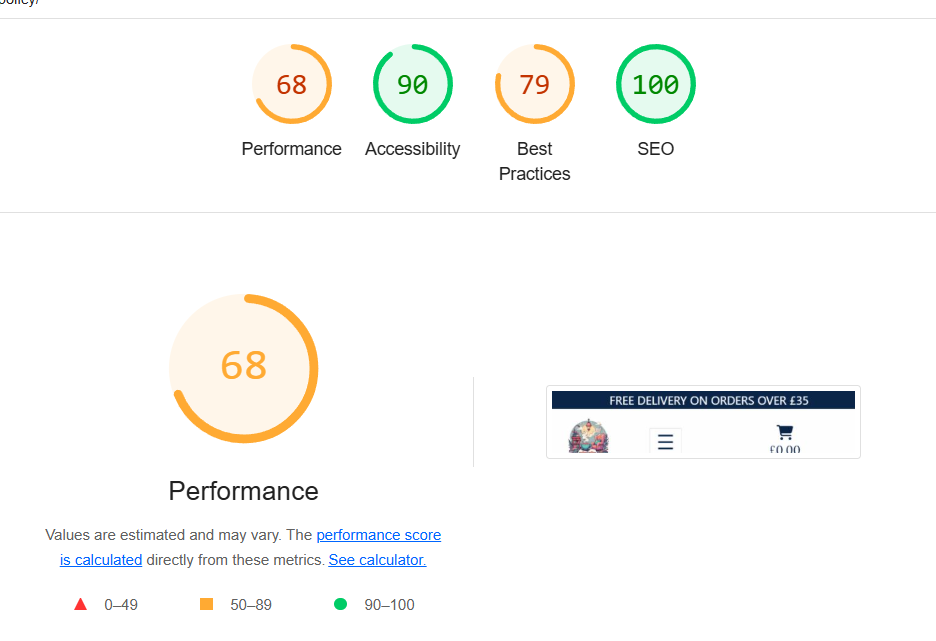 policy/
68
90
79
100
Performance
Accessibility
Best
Practices
SEO
68
FREE DELIVERY ON ORDERS OVER £35
£0.00
Performance
Values are estimated and may vary. The performance score
is calculated directly from these metrics. See calculator.
0–49
50–89
90–100